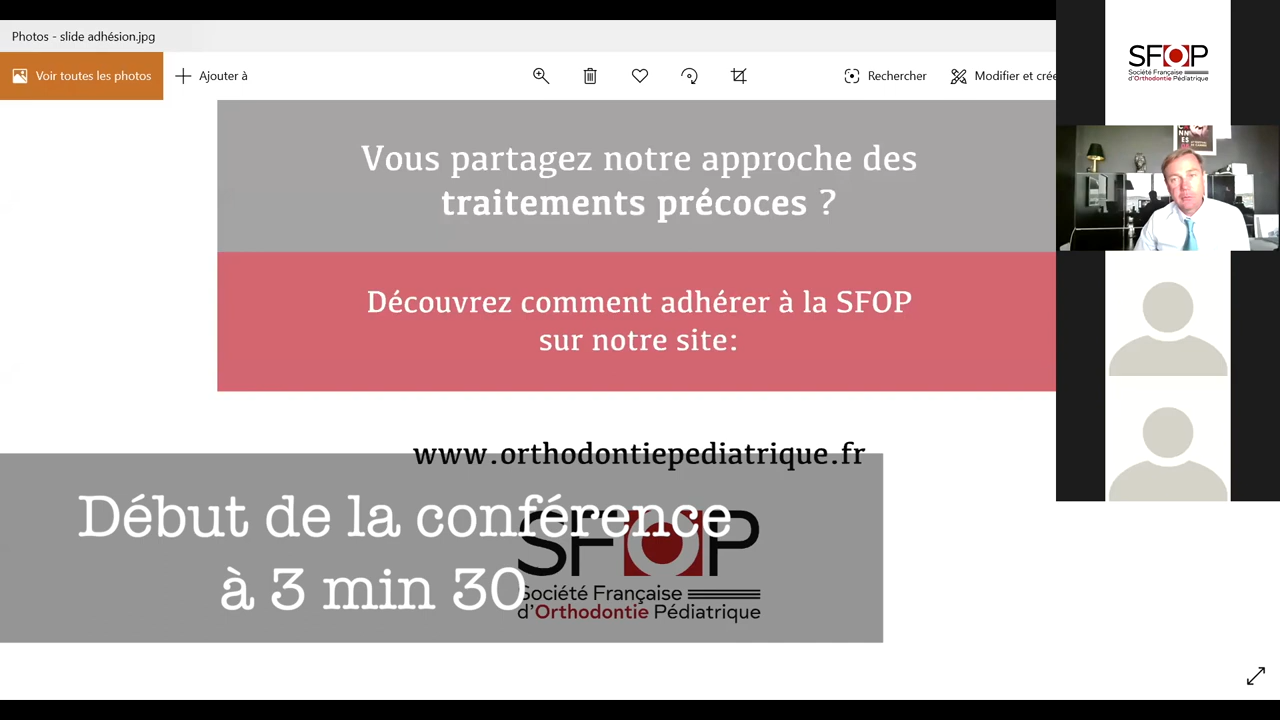 Photos - slide adhésion.jpg
Voir toutes les photos
Ajouter à
Rechercher
Modifier et crée
Vous partagez notre approche des
traitements précoces ?
Découvrez comment adhérer à la SFOP
sur notre site:
www.orthodontiepediatrique.fr
Début de la conférence
à 3 min 30
SFOP
Société Française
d'Orthodontie Pédiatrique
SFOP
Société Française
d'Orthodontie Pédiatrique